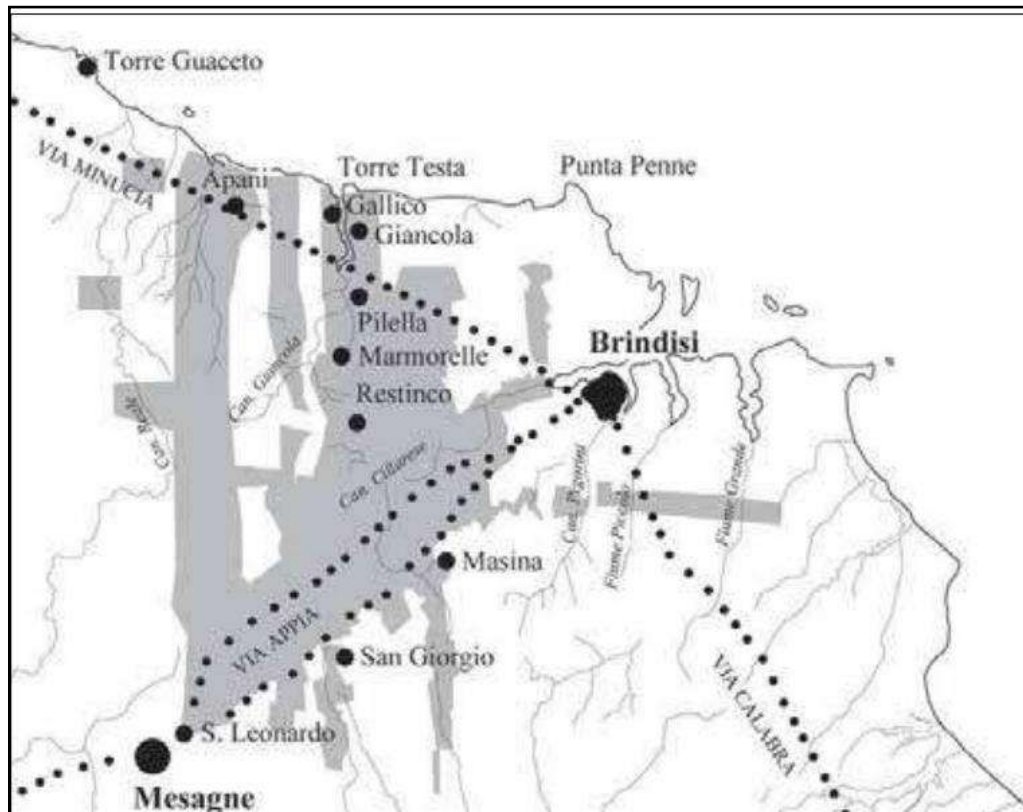 Torre Guaceto
VIA MINUCIA
Torre Testa
Punta Penne
Apani
Gallico
Giancola
Pilella
Brindisi
Marmorelle
Can. Giancola
Restinco
Can. Reale
Can. Cillarese
Can. Pigonini
Fiume Piccolo
Fiume Grande
Masina
VIA APPIA
San Giorgio
VIA CALABRA
S. Leonardo
Mesagne